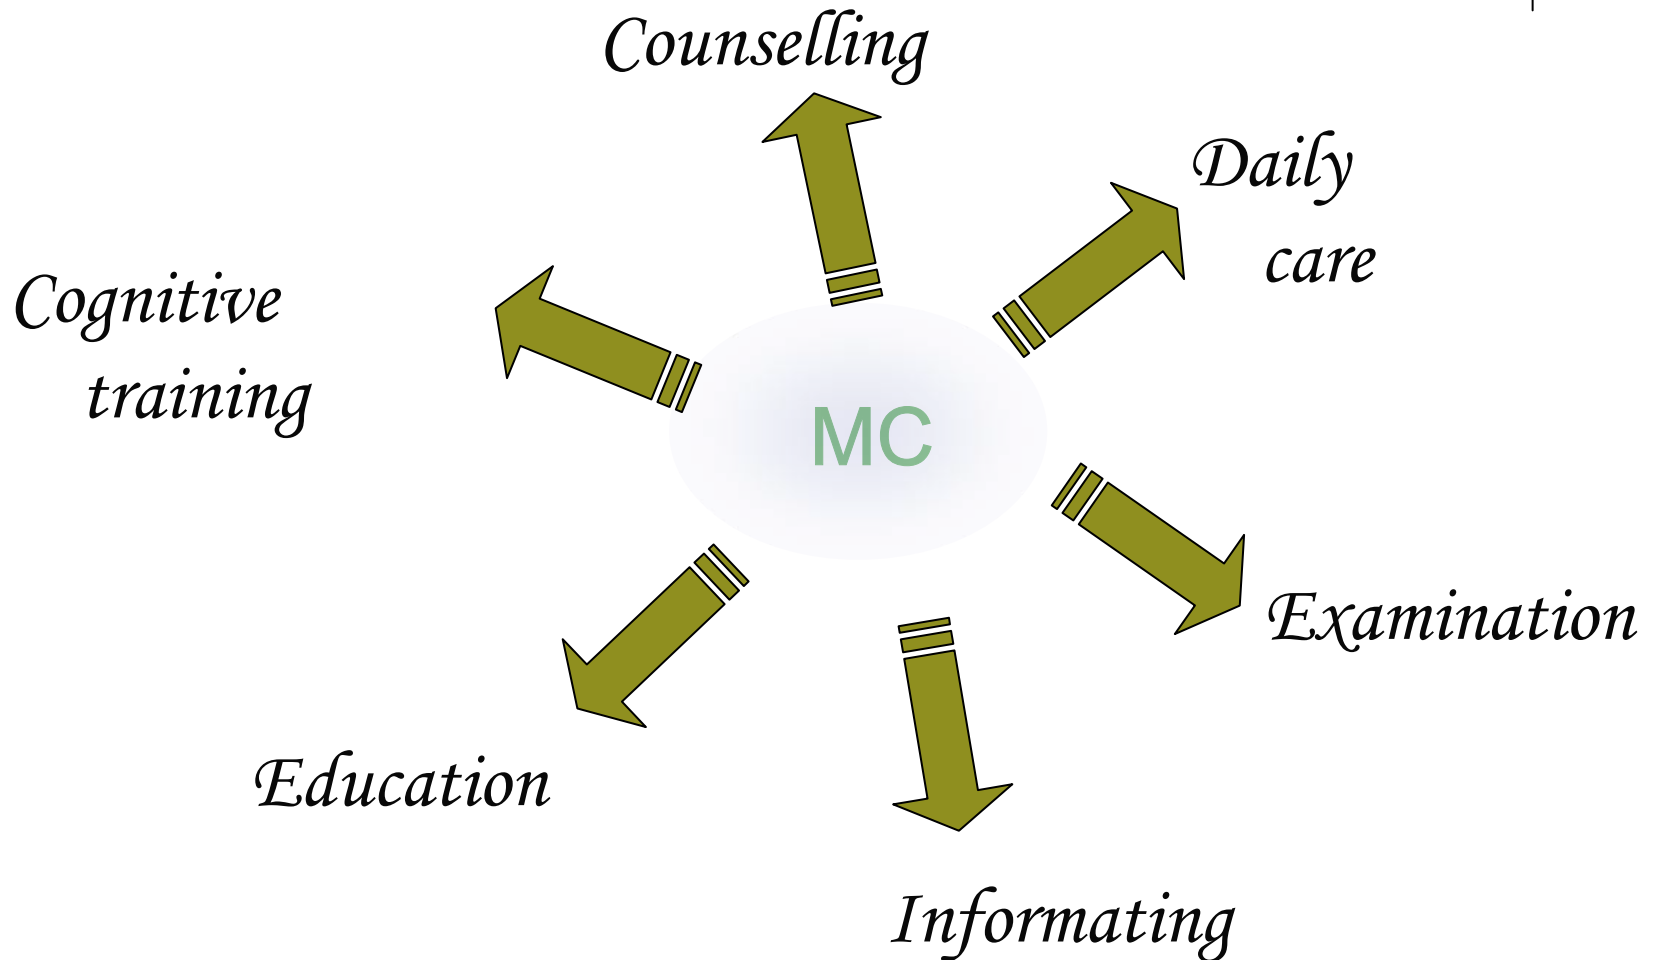 Counselling
Daily
care
Cognitive
training
MC
Examination
Education
Informating